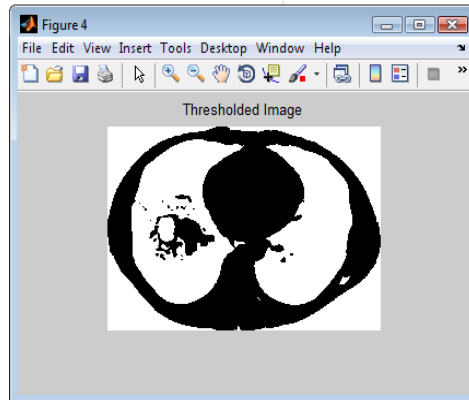 Figure 4
File Edit View Insert Tools Desktop Window Help
Thresholded Image